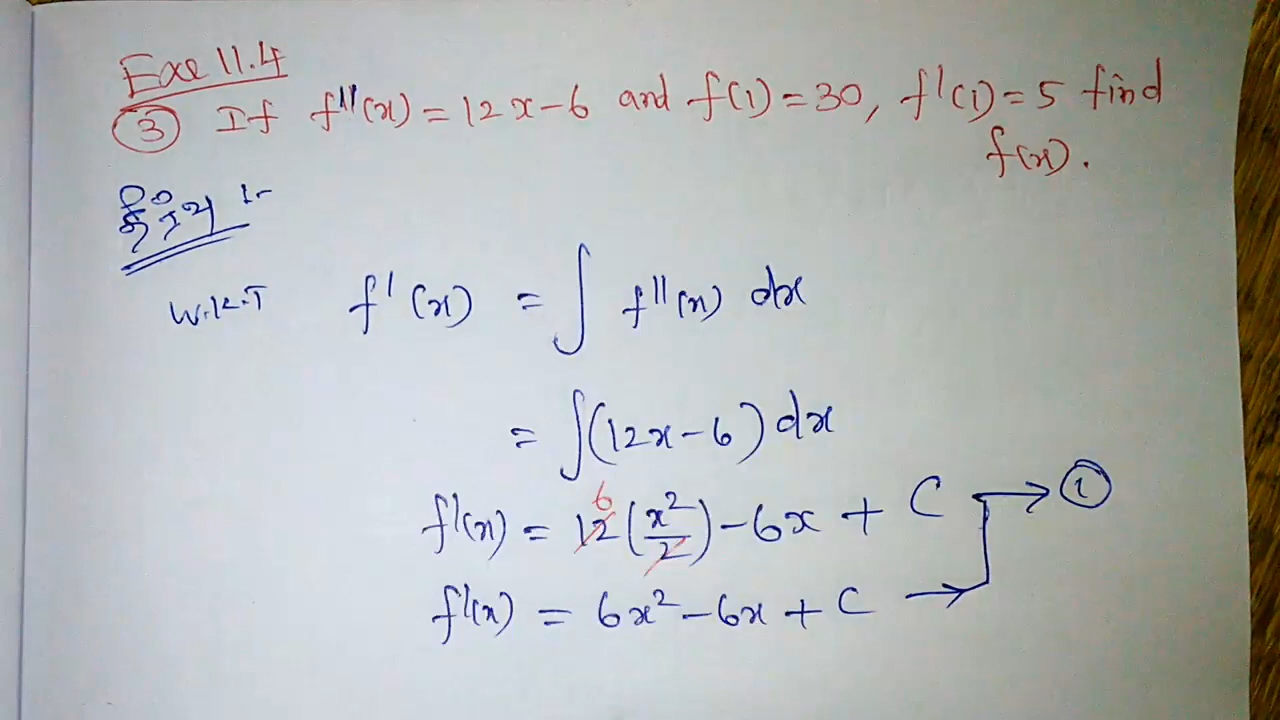 Exe 11.4
③ If f''(x) = 12x-6 and f(1) = 30, f'(1) = 5 find
f(x).
தீர்வு :-
W.K.T f'(x) = ∫ f''(x) dx
= ∫(12x-6) dx
f'(x) = 12 6 (x²/2) - 6x + C → ①
f'(x) = 6x² - 6x + C →